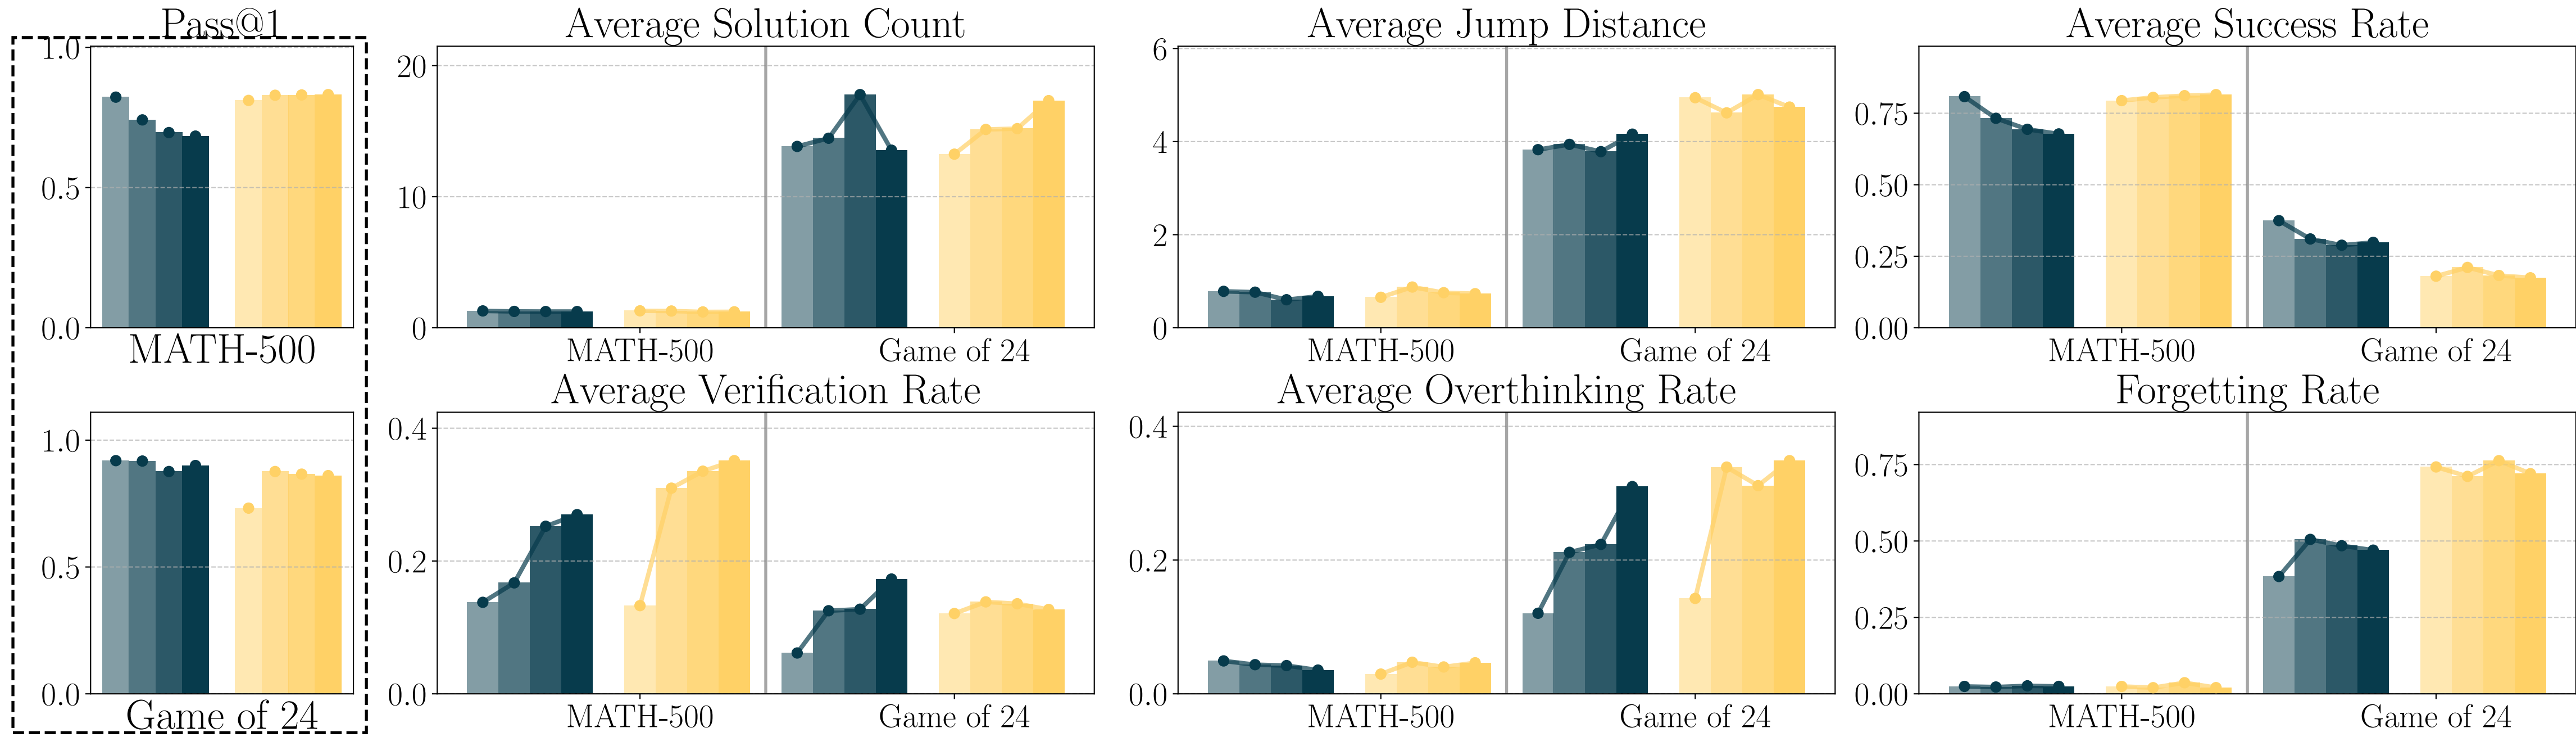 Pass@1
1.0
0.5
0.0
MATH-500
Average Solution Count
20
10
0
MATH-500 Game of 24
Average Jump Distance
6
4
2
0
MATH-500 Game of 24
Average Success Rate
0.75
0.50
0.25
0.00
MATH-500 Game of 24
1.0
0.5
0.0
Game of 24
Average Verification Rate
0.4
0.2
0.0
MATH-500 Game of 24
Average Overthinking Rate
0.4
0.2
0.0
MATH-500 Game of 24
Forgetting Rate
0.75
0.50
0.25
0.00
MATH-500 Game of 24